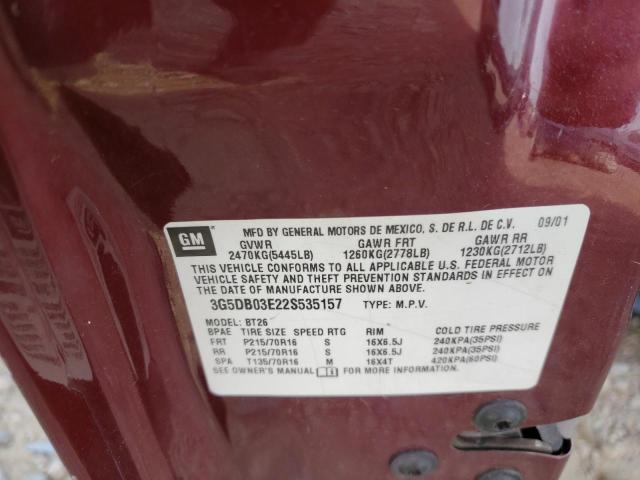 GM MFD BY GENERAL MOTORS DE MEXICO, S. DE R.L. DE C.V. 09/01
GVWR GAWR FRT GAWR RR
2470KG(5445LB) 1260KG(2778LB) 1230KG(2712LB)
THIS VEHICLE CONFORMS TO ALL APPLICABLE U.S. FEDERAL MOTOR
VEHICLE SAFETY AND THEFT PREVENTION STANDARDS IN EFFECT ON
THE DATE OF MANUFACTURE SHOWN ABOVE.
3G5DB03E22S535157 TYPE: M.P.V.
MODEL: BT26
BPAE TIRE SIZE SPEED RTG RIM COLD TIRE PRESSURE
FRT P215/70R16 S 16X6.5J 240KPA(35PSI)
RR P215/70R16 S 16X6.5J 240KPA(35PSI)
SPA T135/70R16 M 16X4T 420KPA(60PSI)
SEE OWNER'S MANUAL FOR MORE INFORMATION.